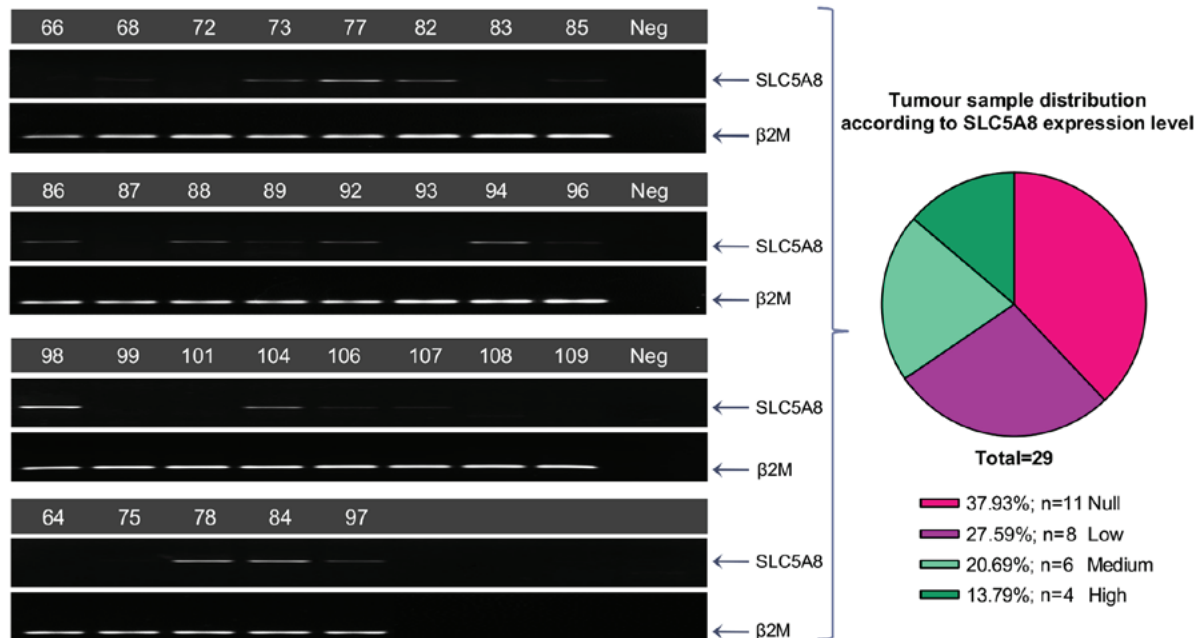 66 68 72 73 77 82 83 85 Neg
SLC5A8
β2M
86 87 88 89 92 93 94 96 Neg
SLC5A8
β2M
98 99 101 104 106 107 108 109 Neg
SLC5A8
β2M
64 75 78 84 97
SLC5A8
β2M
Tumour sample distribution
according to SLC5A8 expression level
Total=29
37.93%; n=11 Null
27.59%; n=8 Low
20.69%; n=6 Medium
13.79%; n=4 High